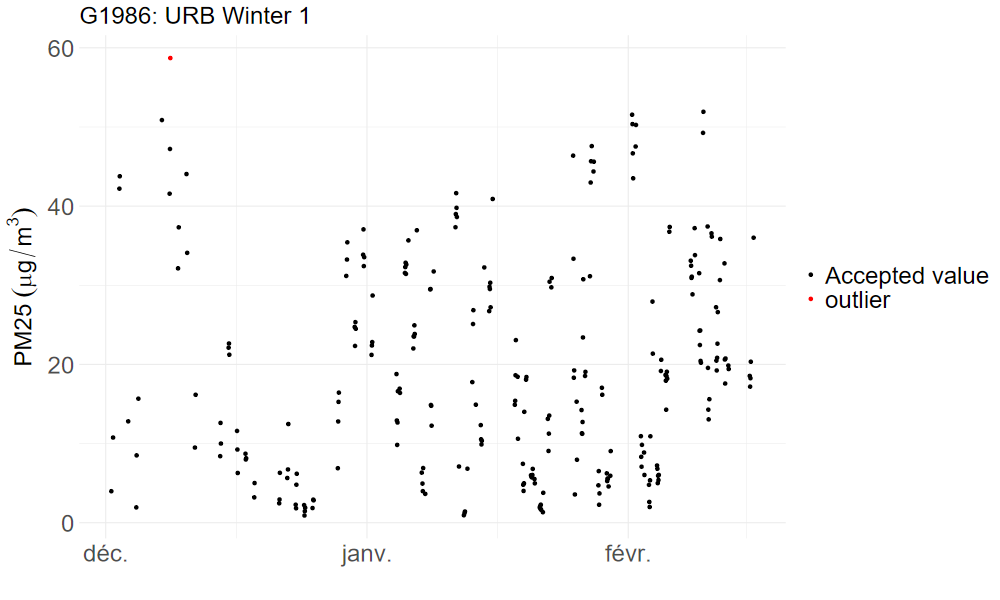 G1986: URB Winter 1
60
40
20
0
PM25 (μg/m³)
déc.
janv.
févr.
Accepted value
outlier